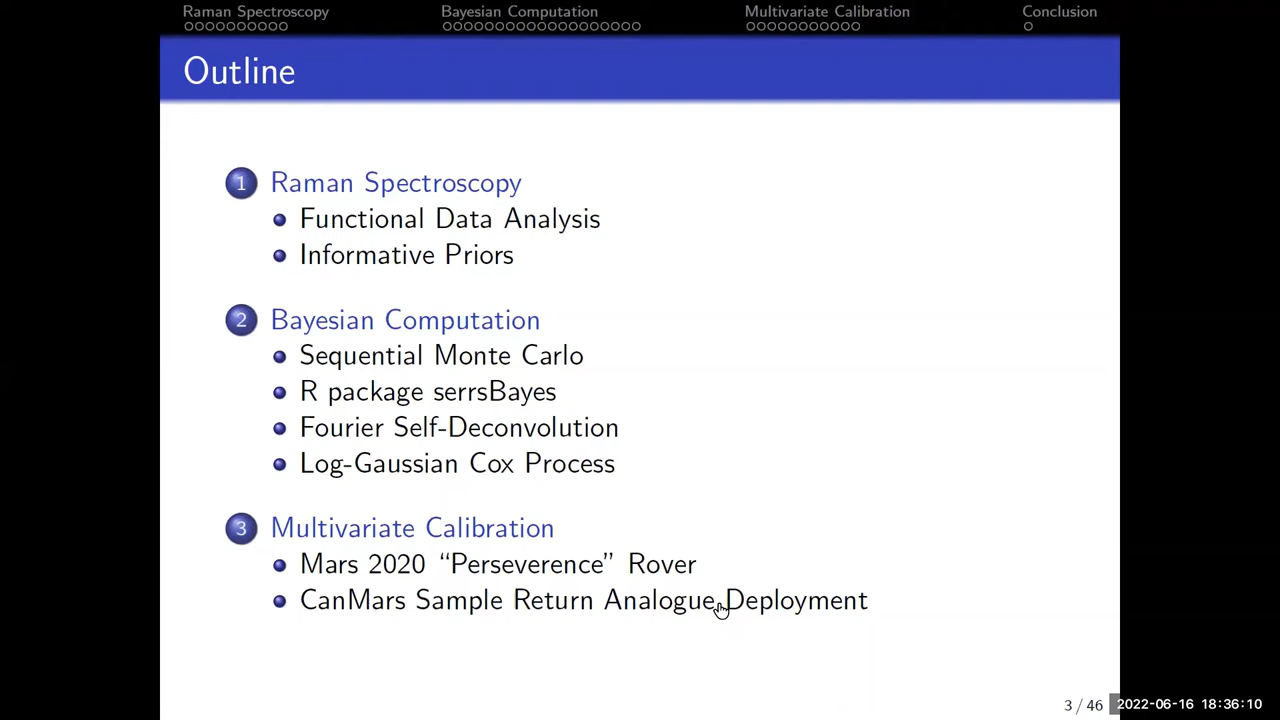 Raman Spectroscopy Bayesian Computation Multivariate Calibration Conclusion
Outline
1 Raman Spectroscopy
Functional Data Analysis
Informative Priors
2 Bayesian Computation
Sequential Monte Carlo
R package serrsBayes
Fourier Self-Deconvolution
Log-Gaussian Cox Process
3 Multivariate Calibration
Mars 2020 “Perseverence” Rover
CanMars Sample Return Analogue Deployment
3 / 46 2022-06-16 18:36:10